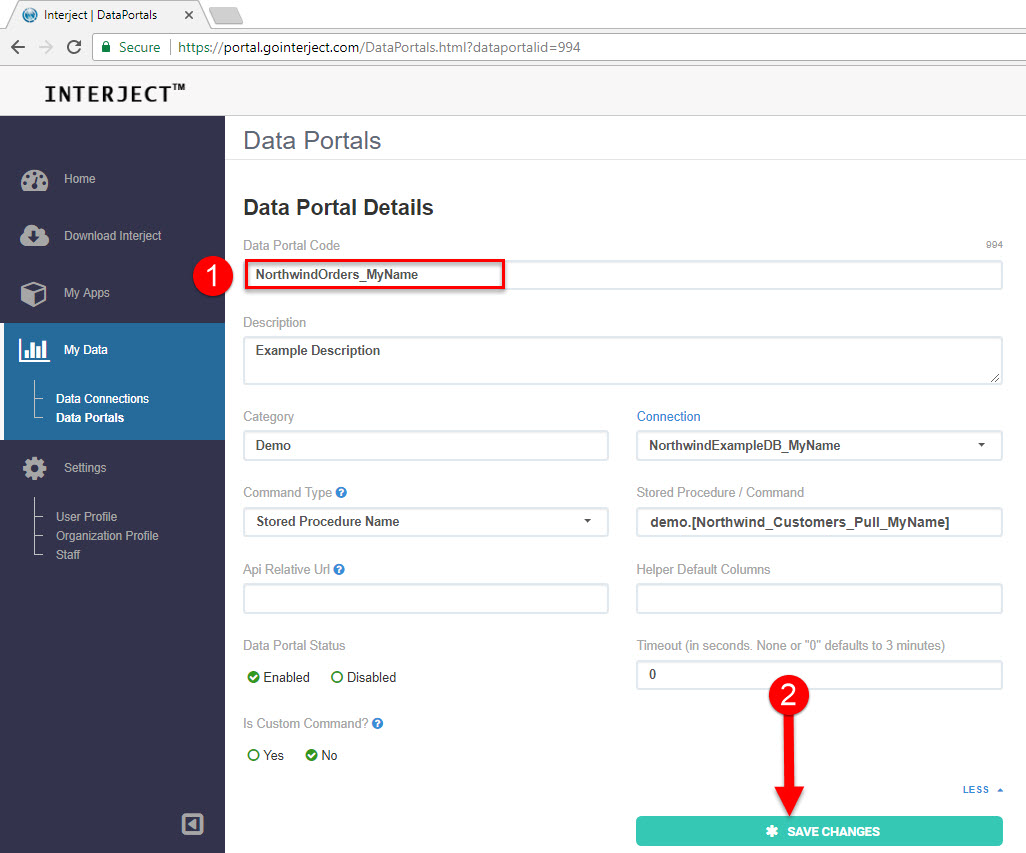 Interject | DataPortals
Secure
https://portal.gointerject.com/DataPortals.html?dataportalid=994
INTERJECT™
Home
Download Interject
My Apps
My Data
Data Connections
Data Portals
Settings
User Profile
Organization Profile
Staff
Data Portals
Data Portal Details
Data Portal Code 994
1 NorthwindOrders_MyName
Description
Example Description
Category Connection
Demo NorthwindExampleDB_MyName
Command Type ? Stored Procedure / Command
Stored Procedure Name demo.[Northwind_Customers_Pull_MyName]
Api Relative Url ? Helper Default Columns
Data Portal Status Timeout (in seconds. None or "0" defaults to 3 minutes)
Enabled Disabled 0
2
Is Custom Command? ?
Yes No
LESS
SAVE CHANGES